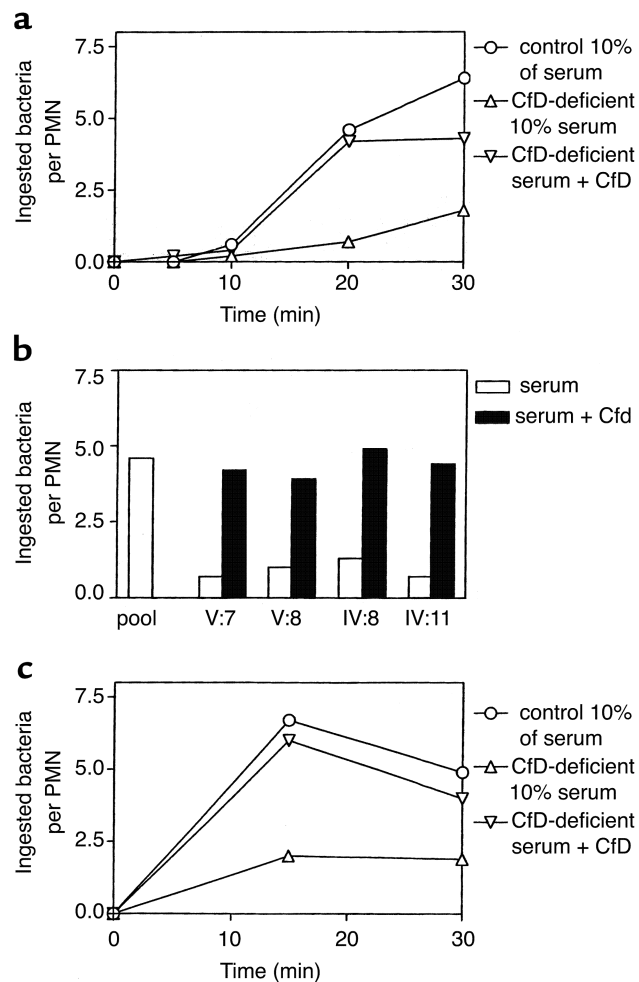 a
7.5
5.0
2.5
0.0
Ingested bacteria
per PMN
0
10
20
30
Time (min)
control 10%
of serum
CfD-deficient
10% serum
CfD-deficient
serum + CfD
b
7.5
5.0
2.5
0.0
Ingested bacteria
per PMN
pool
V:7
V:8
IV:8
IV:11
serum
serum + Cfd
c
7.5
5.0
2.5
0.0
Ingested bacteria
per PMN
0
10
20
30
Time (min)
control 10%
of serum
CfD-deficient
10% serum
CfD-deficient
serum + CfD